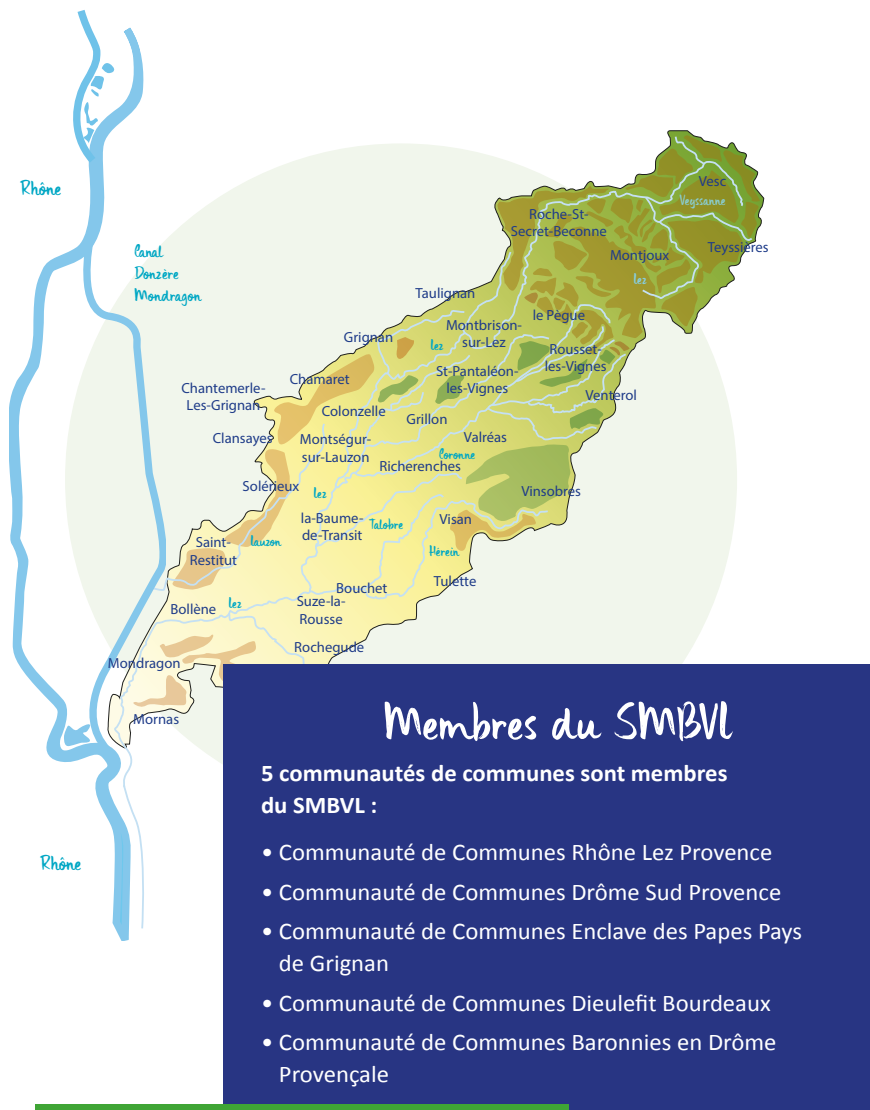 Rhône
Canal
Donzère
Mondragon
Vesc
Veyssanne
Roche-St-
Secret-Beconne
Teyssières
Montjoux
Lez
Taulignan
le Pègue
Montbrison-
sur-Lez
Grignan
Lez
Rousset-
les-Vignes
St-Pantaléon-
les-Vignes
Chamaret
Chantemerle-
Les-Grignan
Venterol
Colonzelle
Grillon
Clansayes
Montségur-
sur-Lauzon
Valréas
Coronne
Richerenches
Solérieux
Lez
Vinsobres
la-Baume-
de-Transit
Talobre
Visan
Saint-
Restitut
Lauzon
Hérein
Tulette
Bouchet
Bollène
Lez
Suze-la-
Rousse
Rochegude
Mondragon
Mornas
Rhône
Membres du SMBVL
5 communautés de communes sont membres
du SMBVL :
• Communauté de Communes Rhône Lez Provence
• Communauté de Communes Drôme Sud Provence
• Communauté de Communes Enclave des Papes Pays
de Grignan
• Communauté de Communes Dieulefit Bourdeaux
• Communauté de Communes Baronnies en Drôme
Provençale